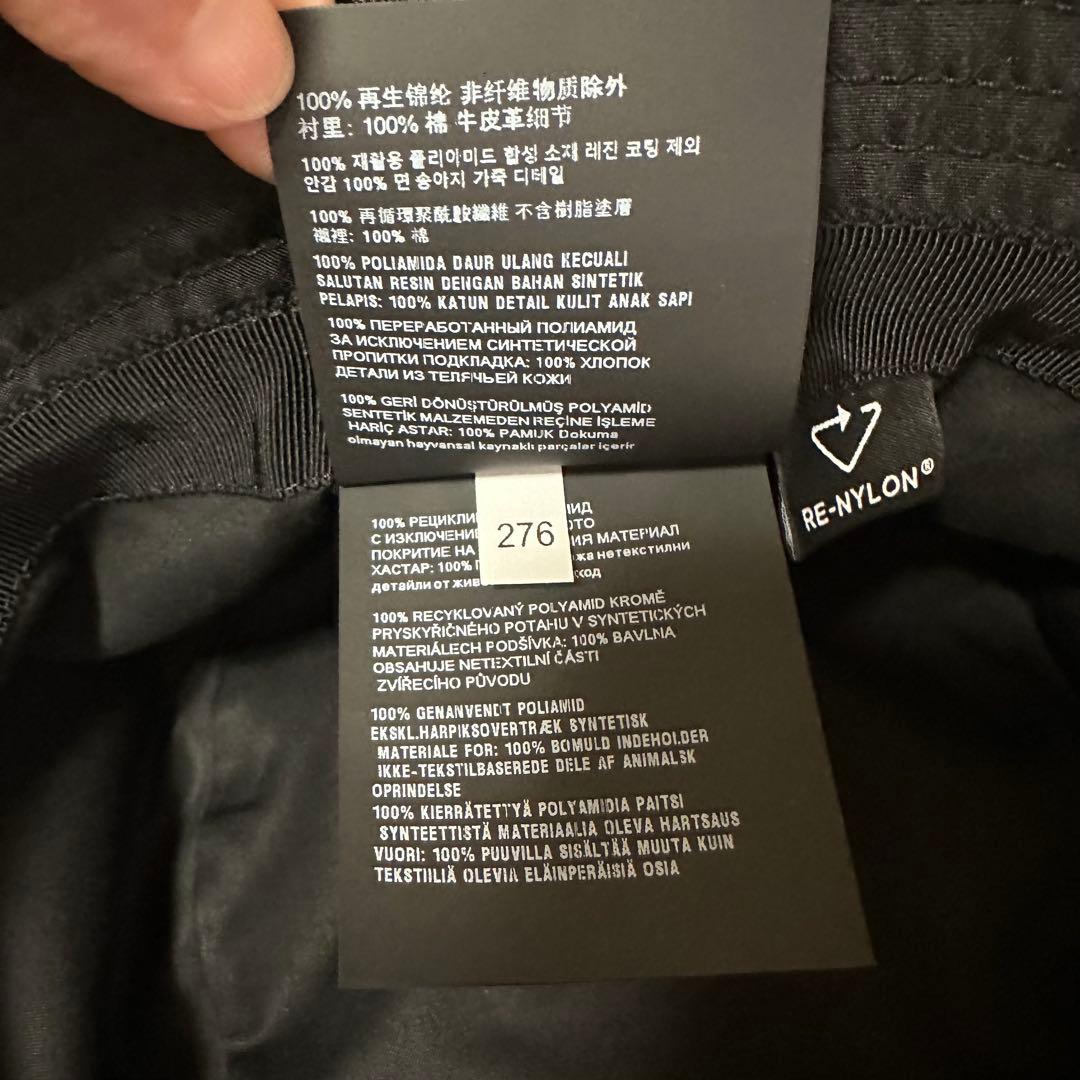 100% 再生锦纶 非纤维物质除外
衬里: 100% 棉 牛皮革细节
100% 재활용 폴리아미드 합성 소재 레진 코팅 제외
안감 100% 면 송아지 가죽 디테일
100% 再循環聚酰胺纖維 不含樹脂塗層
襯裡: 100% 棉
100% POLIAMIDA DAUR ULANG KECUALI
SALUTAN RESIN DENGAN BAHAN SINTETIK
PELAPIS: 100% KATUN DETAIL KULIT ANAK SAPI
100% ПЕРЕРАБОТАННЫЙ ПОЛИАМИД
ЗА ИСКЛЮЧЕНИЕМ СИНТЕТИЧЕСКОЙ
ПРОПИТКИ ПОДКЛАДКА: 100% ХЛОПОК
ДЕТАЛИ ИЗ ТЕЛЯЧЬЕЙ КОЖИ
100% GERİ DÖNÜŞTÜRÜLMÜŞ POLYAMİD
SENTETİK MALZEMEDEN REÇİNE İŞLEME
HARİÇ ASTAR: 100% PAMUK Dokuma
olmayan hayvansal kaynaklı parçalar içerir
RE-NYLON®
276
100%
С ИЗКЛЮЧЕНИЕ
ПОКРИТИЕ НА МАТЕРИАЛ
ХАСТАР: 100% нетекстилни
детайли от
100% RECYKLOVANÝ POLYAMID KROMĚ
PRYSKYŘIČNÉHO POTAHU V SYNTETICKÝCH
MATERIÁLECH PODŠÍVKA: 100% BAVLNA
OBSAHUJE NETEXTILNÍ ČÁSTI
ZVÍŘECÍHO PŮVODU
100% GENANVENDT POLIAMID
EKSKL.HARPIKSOVERTRÆK SYNTETISK
MATERIALE FOR: 100% BOMULD INDEHOLDER
IKKE-TEKSTILBASEREDE DELE AF ANIMALSK
OPRINDELSE
100% KIERRÄTETTYÄ POLYAMIDIA PAITSI
SYNTEETTISTÄ MATERIAALIA OLEVA HARTSAUS
VUORI: 100% PUUVILLA SISÄLTÄÄ MUUTA KUIN
TEKSTIILIÄ OLEVIA ELÄINPERÄISIÄ OSIA